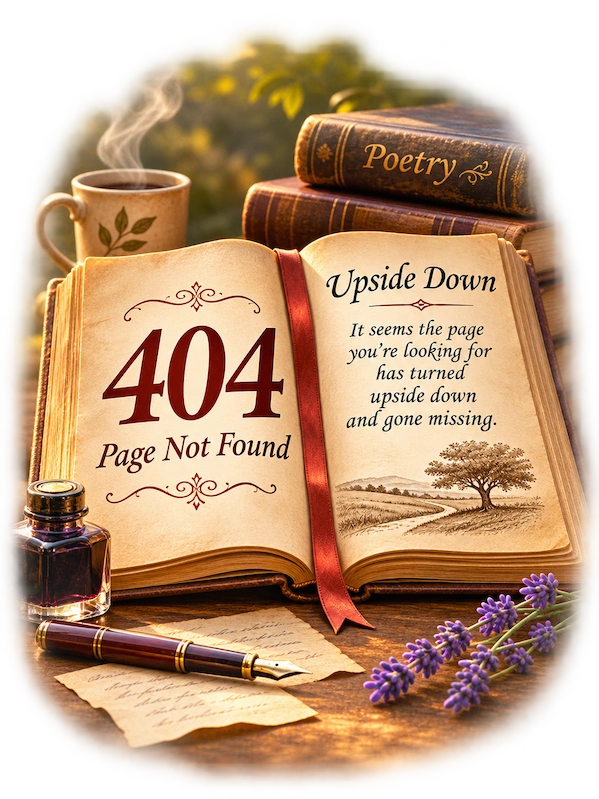 Poetry
404
Page Not Found
Upside Down
It seems the page
you're looking for
has turned
upside down
and gone missing.